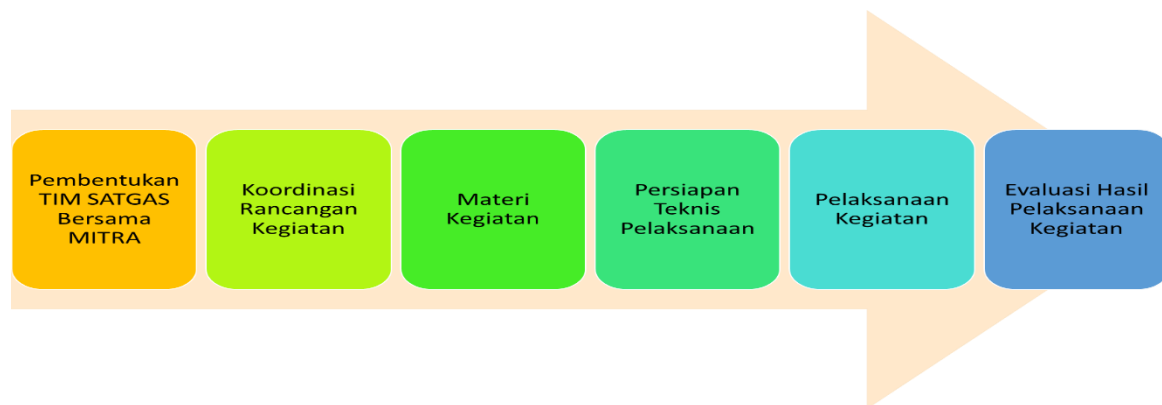 Pembentukan
TIM SATGAS
Bersama
MITRA
Koordinasi
Rancangan
Kegiatan
Materi
Kegiatan
Persiapan
Teknis
Pelaksanaan
Pelaksanaan
Kegiatan
Evaluasi Hasil
Pelaksanaan
Kegiatan